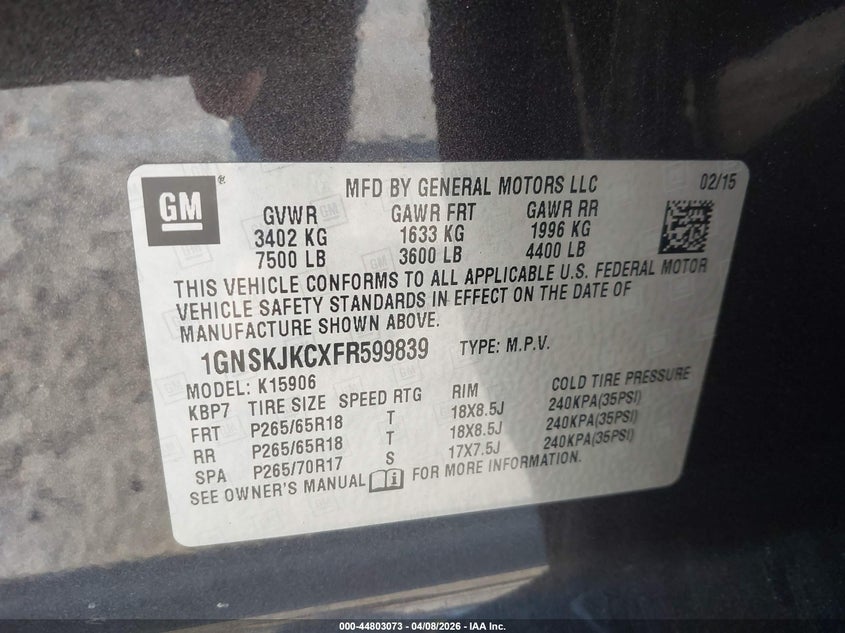 GM
MFD BY GENERAL MOTORS LLC 02/15
GVWR GAWR FRT GAWR RR
3402 KG 1633 KG 1996 KG
7500 LB 3600 LB 4400 LB
THIS VEHICLE CONFORMS TO ALL APPLICABLE U.S. FEDERAL MOTOR
VEHICLE SAFETY STANDARDS IN EFFECT ON THE DATE OF
MANUFACTURE SHOWN ABOVE.
1GNSKJKCXFR599839 TYPE: M.P.V.
MODEL: K15906
KBP7 TIRE SIZE SPEED RTG RIM COLD TIRE PRESSURE
FRT P265/65R18 T 18X8.5J 240KPA(35PSI)
RR P265/65R18 T 18X8.5J 240KPA(35PSI)
SPA P265/70R17 S 17X7.5J 240KPA(35PSI)
SEE OWNER'S MANUAL i FOR MORE INFORMATION.
000-44803073 - 04/08/2026 - IAA Inc.